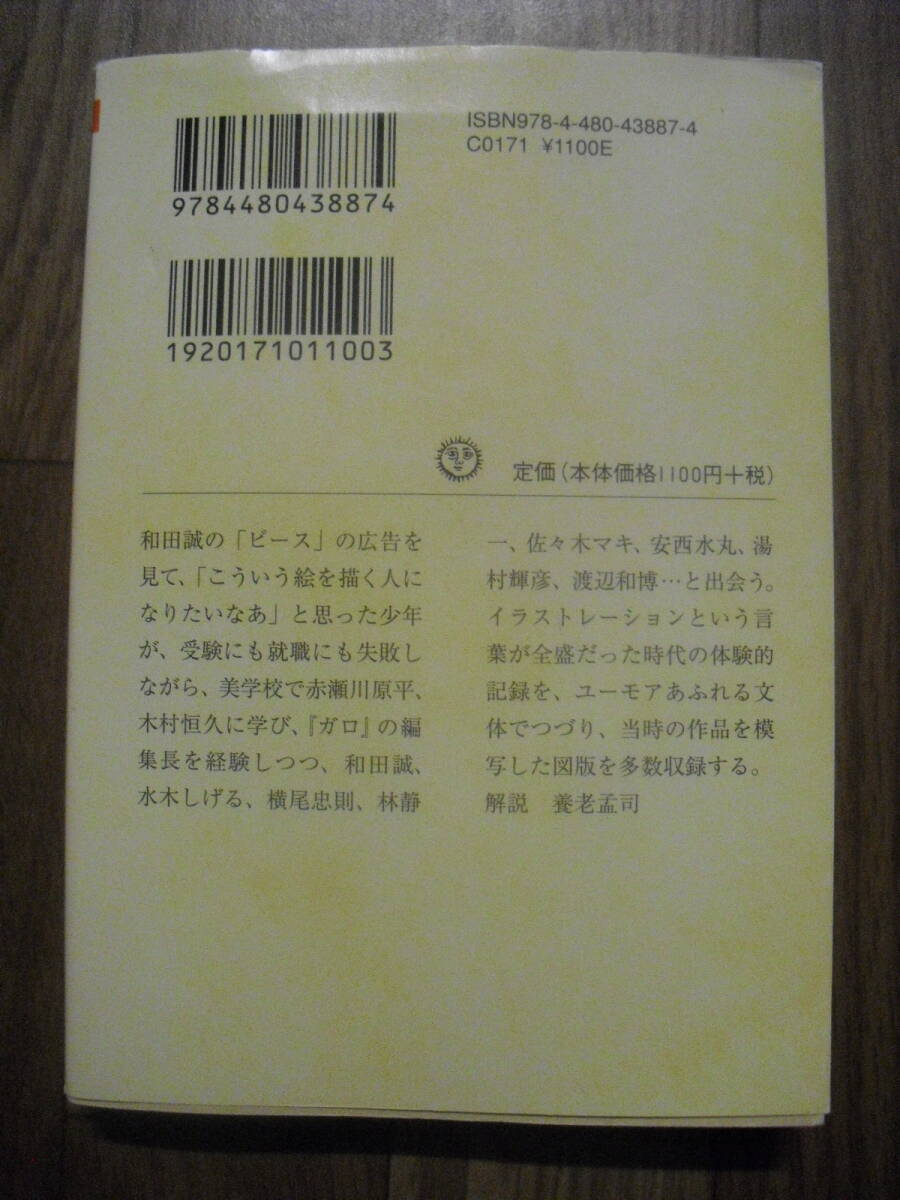 ISBN978-4-480-43887-4
C0171 ¥1100E
9784480438874
1920171011003
定価(本体価格1100円+税)
和田誠の「ピース」の広告を
見て、「こういう絵を描く人に
なりたいなあ」と思った少年
が、受験にも就職にも失敗し
ながら、美学校で赤瀬川原平、
木村恒久に学び、『ガロ』の編
集長を経験しつつ、和田誠、
水木しげる、横尾忠則、林静
一、佐々木マキ、安西水丸、湯
村輝彦、渡辺和博…と出会う。
イラストレーションという言
葉が全盛だった時代の体験的
記録を、ユーモアあふれる文
体でつづり、当時の作品を模
写した図版を多数収録する。
解説 養老孟司